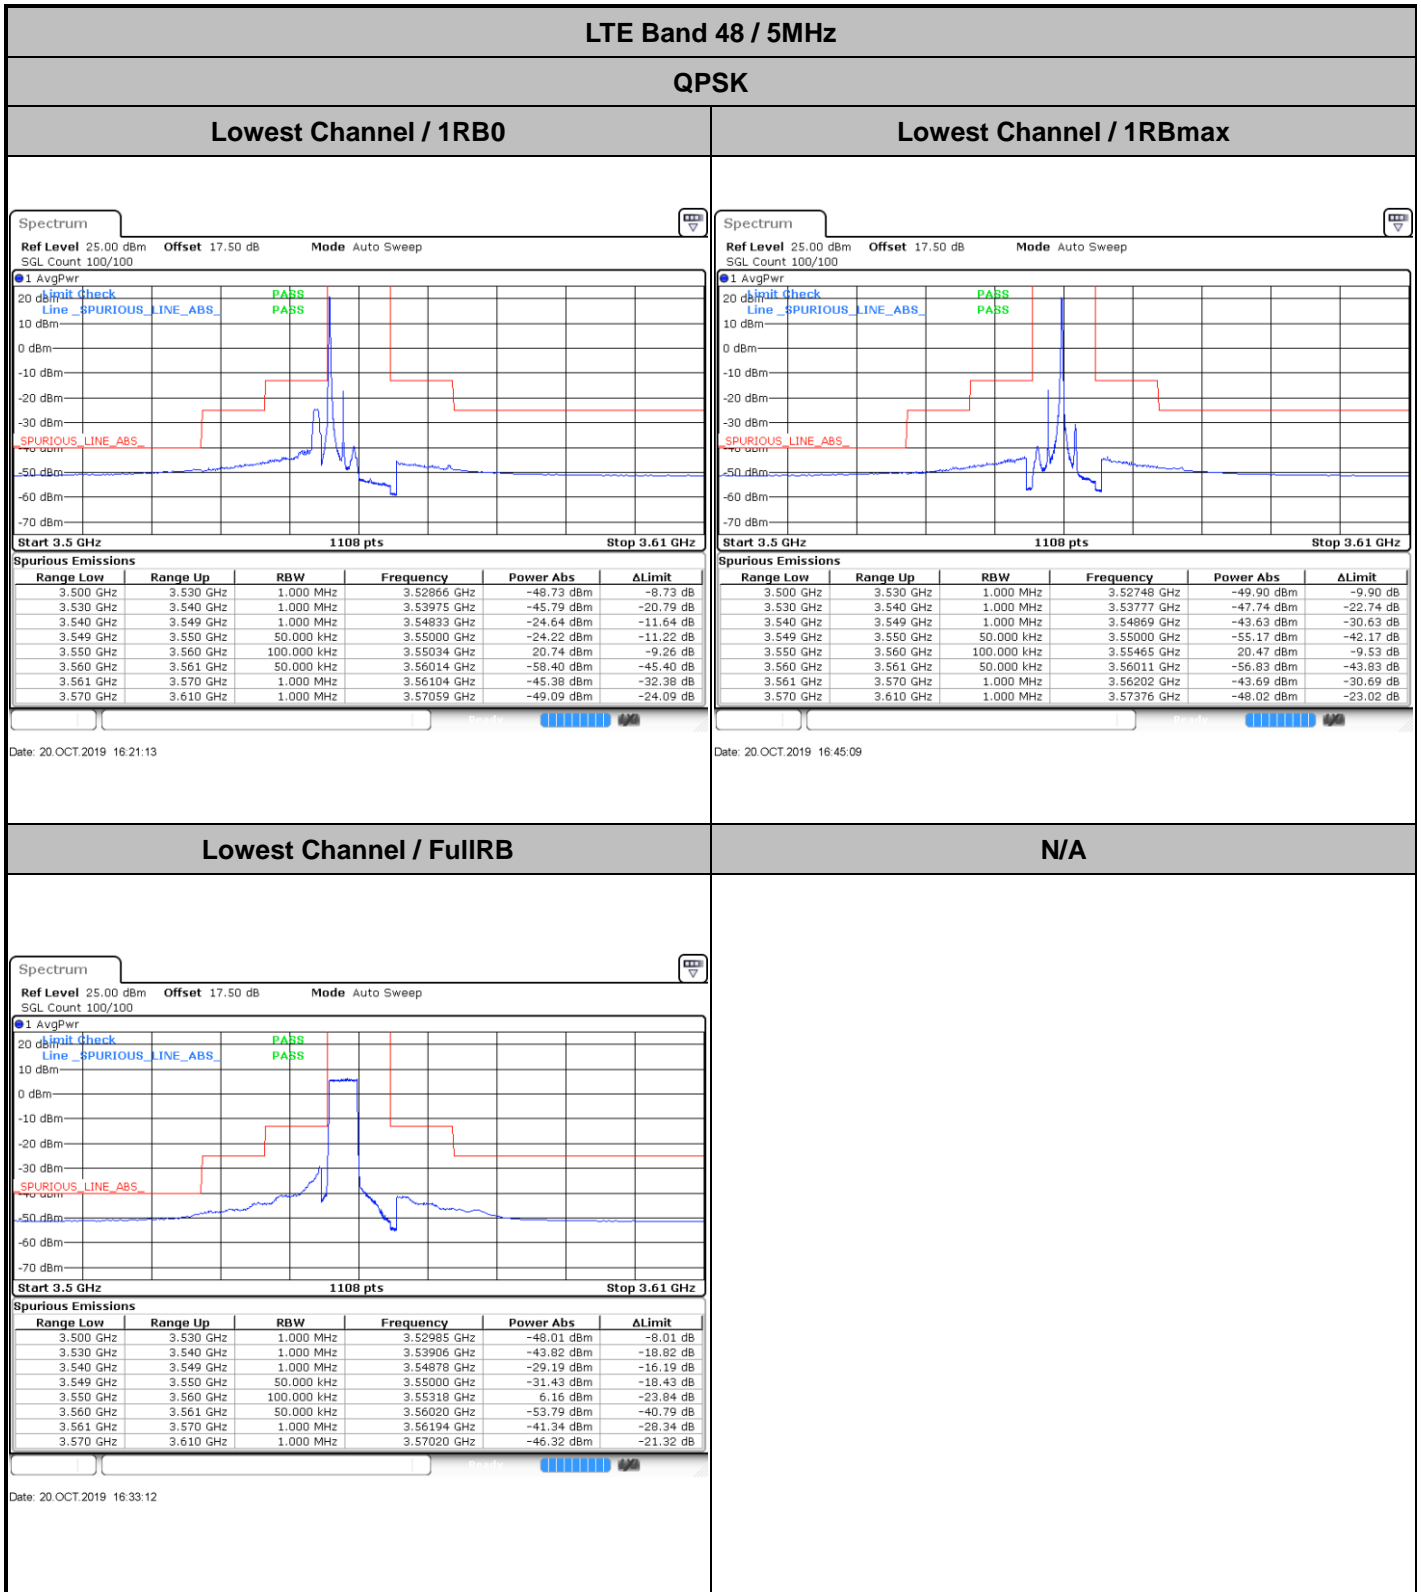 LTE Band 48 / 5MHz
QPSK
Lowest Channel / 1RB0
Lowest Channel / 1RBmax
Spectrum
Ref Level 25.00 dBm Offset 17.50 dB Mode Auto Sweep
SGL Count 100/100
1 AvgPwr
Limit Check PASS
Line _SPURIOUS_LINE_ABS_ PASS
20 dBm
10 dBm
0 dBm
-10 dBm
-20 dBm
-30 dBm
_SPURIOUS_LINE_ABS_
-40 dBm
-50 dBm
-60 dBm
-70 dBm
Start 3.5 GHz 1108 pts Stop 3.61 GHz
Spurious Emissions
Range Low Range Up RBW Frequency Power Abs ΔLimit
3.500 GHz 3.530 GHz 1.000 MHz 3.52866 GHz -48.73 dBm -8.73 dB
3.530 GHz 3.540 GHz 1.000 MHz 3.53975 GHz -45.79 dBm -20.79 dB
3.540 GHz 3.549 GHz 1.000 MHz 3.54833 GHz -24.64 dBm -11.64 dB
3.549 GHz 3.550 GHz 50.000 kHz 3.55000 GHz -24.22 dBm -11.22 dB
3.550 GHz 3.560 GHz 100.000 kHz 3.55034 GHz 20.74 dBm -9.26 dB
3.560 GHz 3.561 GHz 50.000 kHz 3.56014 GHz -58.40 dBm -45.40 dB
3.561 GHz 3.570 GHz 1.000 MHz 3.56104 GHz -45.38 dBm -32.38 dB
3.570 GHz 3.610 GHz 1.000 MHz 3.57059 GHz -49.09 dBm -24.09 dB
Date: 20.OCT.2019 16:21:13
Spectrum
Ref Level 25.00 dBm Offset 17.50 dB Mode Auto Sweep
SGL Count 100/100
1 AvgPwr
Limit Check PASS
Line _SPURIOUS_LINE_ABS_ PASS
20 dBm
10 dBm
0 dBm
-10 dBm
-20 dBm
-30 dBm
_SPURIOUS_LINE_ABS_
-40 dBm
-50 dBm
-60 dBm
-70 dBm
Start 3.5 GHz 1108 pts Stop 3.61 GHz
Spurious Emissions
Range Low Range Up RBW Frequency Power Abs ΔLimit
3.500 GHz 3.530 GHz 1.000 MHz 3.52748 GHz -49.90 dBm -9.90 dB
3.530 GHz 3.540 GHz 1.000 MHz 3.53777 GHz -47.74 dBm -22.74 dB
3.540 GHz 3.549 GHz 1.000 MHz 3.54869 GHz -43.63 dBm -30.63 dB
3.549 GHz 3.550 GHz 50.000 kHz 3.55000 GHz -55.17 dBm -42.17 dB
3.550 GHz 3.560 GHz 100.000 kHz 3.55465 GHz 20.47 dBm -9.53 dB
3.560 GHz 3.561 GHz 50.000 kHz 3.56011 GHz -56.83 dBm -43.83 dB
3.561 GHz 3.570 GHz 1.000 MHz 3.56202 GHz -43.69 dBm -30.69 dB
3.570 GHz 3.610 GHz 1.000 MHz 3.57376 GHz -48.02 dBm -23.02 dB
Ready
Date: 20.OCT.2019 16:45:09
Lowest Channel / FullRB
N/A
Spectrum
Ref Level 25.00 dBm Offset 17.50 dB Mode Auto Sweep
SGL Count 100/100
1 AvgPwr
Limit Check PASS
Line _SPURIOUS_LINE_ABS_ PASS
20 dBm
10 dBm
0 dBm
-10 dBm
-20 dBm
-30 dBm
_SPURIOUS_LINE_ABS_
-40 dBm
-50 dBm
-60 dBm
-70 dBm
Start 3.5 GHz 1108 pts Stop 3.61 GHz
Spurious Emissions
Range Low Range Up RBW Frequency Power Abs ΔLimit
3.500 GHz 3.530 GHz 1.000 MHz 3.52985 GHz -48.01 dBm -8.01 dB
3.530 GHz 3.540 GHz 1.000 MHz 3.53906 GHz -43.82 dBm -18.82 dB
3.540 GHz 3.549 GHz 1.000 MHz 3.54878 GHz -29.19 dBm -16.19 dB
3.549 GHz 3.550 GHz 50.000 kHz 3.55000 GHz -31.43 dBm -18.43 dB
3.550 GHz 3.560 GHz 100.000 kHz 3.55318 GHz 6.16 dBm -23.84 dB
3.560 GHz 3.561 GHz 50.000 kHz 3.56020 GHz -53.79 dBm -40.79 dB
3.561 GHz 3.570 GHz 1.000 MHz 3.56194 GHz -41.34 dBm -28.34 dB
3.570 GHz 3.610 GHz 1.000 MHz 3.57020 GHz -46.32 dBm -21.32 dB
Ready
Date: 20.OCT.2019 16:33:12